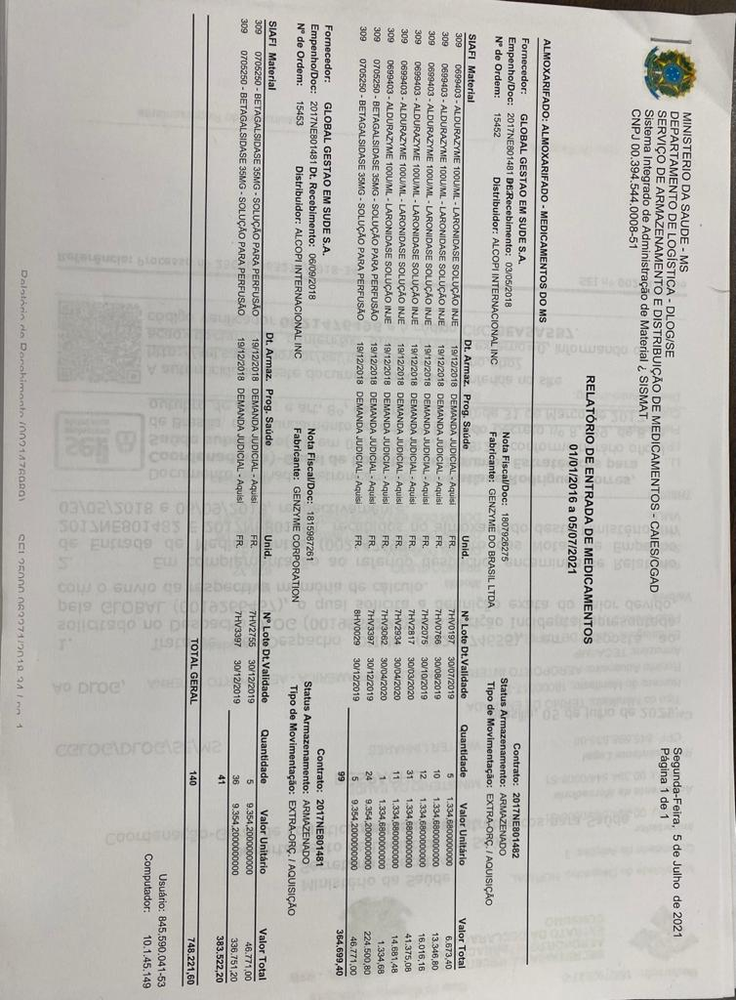 MINISTERIO DA SAUDE - MS
DEPARTAMENTO DE LOGÍSTICA - DLOG/SE
SERVIÇO DE ARMAZENAMENTO E DISTRIBUIÇÃO DE MEDICAMENTOS - CAIES/CGAD
Sistema Integrado de Administração de Material ¿ SISMAT
CNPJ 00.394.544.0008-51
Segunda-Feira, 5 de Julho de 2021
Página 1 de 1
RELATÓRIO DE ENTRADA DE MEDICAMENTOS
01/01/2016 a 05/07/2021
ALMOXARIFADO: ALMOXARIFADO - MEDICAMENTOS DO MS
Fornecedor: GLOBAL GESTAO EM SUDE S.A. Contrato: 2017NE801482
Empenho/Doc: 2017NE801481 Recebimento: 03/05/2018 Nota Fiscal/Doc: 1807926275 Status Armazenamento: ARMAZENADO
Nº de Ordem: 15452 Distribuidor: ALCOPI INTERNACIONAL INC Fabricante: GENZYME DO BRASIL LTDA Tipo de Movimentação: EXTRA-ORÇ. / AQUISIÇÃO
SIAFI Material Dt. Armaz. Prog. Saúde Unid. Nº Lote Dt.Validade Quantidade Valor Unitário Valor Total
309 0699403 - ALDURAZYME 100U/ML - LARONIDASE SOLUÇÃO INJE 19/12/2018 DEMANDA JUDICIAL - Aquisi FR. 7HV0197 30/07/2019 5 1.334,6800000000 6.673,40
309 0699403 - ALDURAZYME 100U/ML - LARONIDASE SOLUÇÃO INJE 19/12/2018 DEMANDA JUDICIAL - Aquisi FR. 7HV0766 30/08/2019 10 1.334,6800000000 13.346,80
309 0699403 - ALDURAZYME 100U/ML - LARONIDASE SOLUÇÃO INJE 19/12/2018 DEMANDA JUDICIAL - Aquisi FR. 7HV2075 30/10/2019 12 1.334,6800000000 16.016,16
309 0699403 - ALDURAZYME 100U/ML - LARONIDASE SOLUÇÃO INJE 19/12/2018 DEMANDA JUDICIAL - Aquisi FR. 7HV2817 30/03/2020 31 1.334,6800000000 41.375,08
309 0699403 - ALDURAZYME 100U/ML - LARONIDASE SOLUÇÃO INJE 19/12/2018 DEMANDA JUDICIAL - Aquisi FR. 7HV2934 30/04/2020 11 1.334,6800000000 14.681,48
309 0699403 - ALDURAZYME 100U/ML - LARONIDASE SOLUÇÃO INJE 19/12/2018 DEMANDA JUDICIAL - Aquisi FR. 7HV3062 30/04/2020 1 1.334,6800000000 1.334,68
309 0705250 - BETAGALSIDASE 35MG - SOLUÇÃO PARA PERFUSÃO 19/12/2018 DEMANDA JUDICIAL - Aquisi FR. 7HV3397 30/12/2019 24 9.354,2000000000 224.500,80
309 0705250 - BETAGALSIDASE 35MG - SOLUÇÃO PARA PERFUSÃO 19/12/2018 DEMANDA JUDICIAL - Aquisi FR. 8HV0029 30/12/2019 5 9.354,2000000000 46.771,00
99 364.699,40
Fornecedor: GLOBAL GESTAO EM SUDE S.A. Contrato: 2017NE801481
Empenho/Doc: 2017NE801481 Dt. Recebimento: 06/09/2018 Nota Fiscal/Doc: 1815987261 Status Armazenamento: ARMAZENADO
Nº de Ordem: 15453 Distribuidor: ALCOPI INTERNACIONAL INC Fabricante: GENZYME CORPORATION Tipo de Movimentação: EXTRA-ORÇ. / AQUISIÇÃO
SIAFI Material Dt. Armaz. Prog. Saúde Unid. Nº Lote Dt.Validade Quantidade Valor Unitário Valor Total
309 0705250 - BETAGALSIDASE 35MG - SOLUÇÃO PARA PERFUSÃO 19/12/2018 DEMANDA JUDICIAL - Aquisi FR. 7HV2755 30/12/2019 5 9.354,2000000000 46.771,00
309 0705250 - BETAGALSIDASE 35MG - SOLUÇÃO PARA PERFUSÃO 19/12/2018 DEMANDA JUDICIAL - Aquisi FR. 7HV3397 30/12/2019 36 9.354,2000000000 336.751,20
41 383.522,20
TOTAL GERAL 140 748.221,60
Usuário: 845.590.041-53
Computador: 10.1.45.149